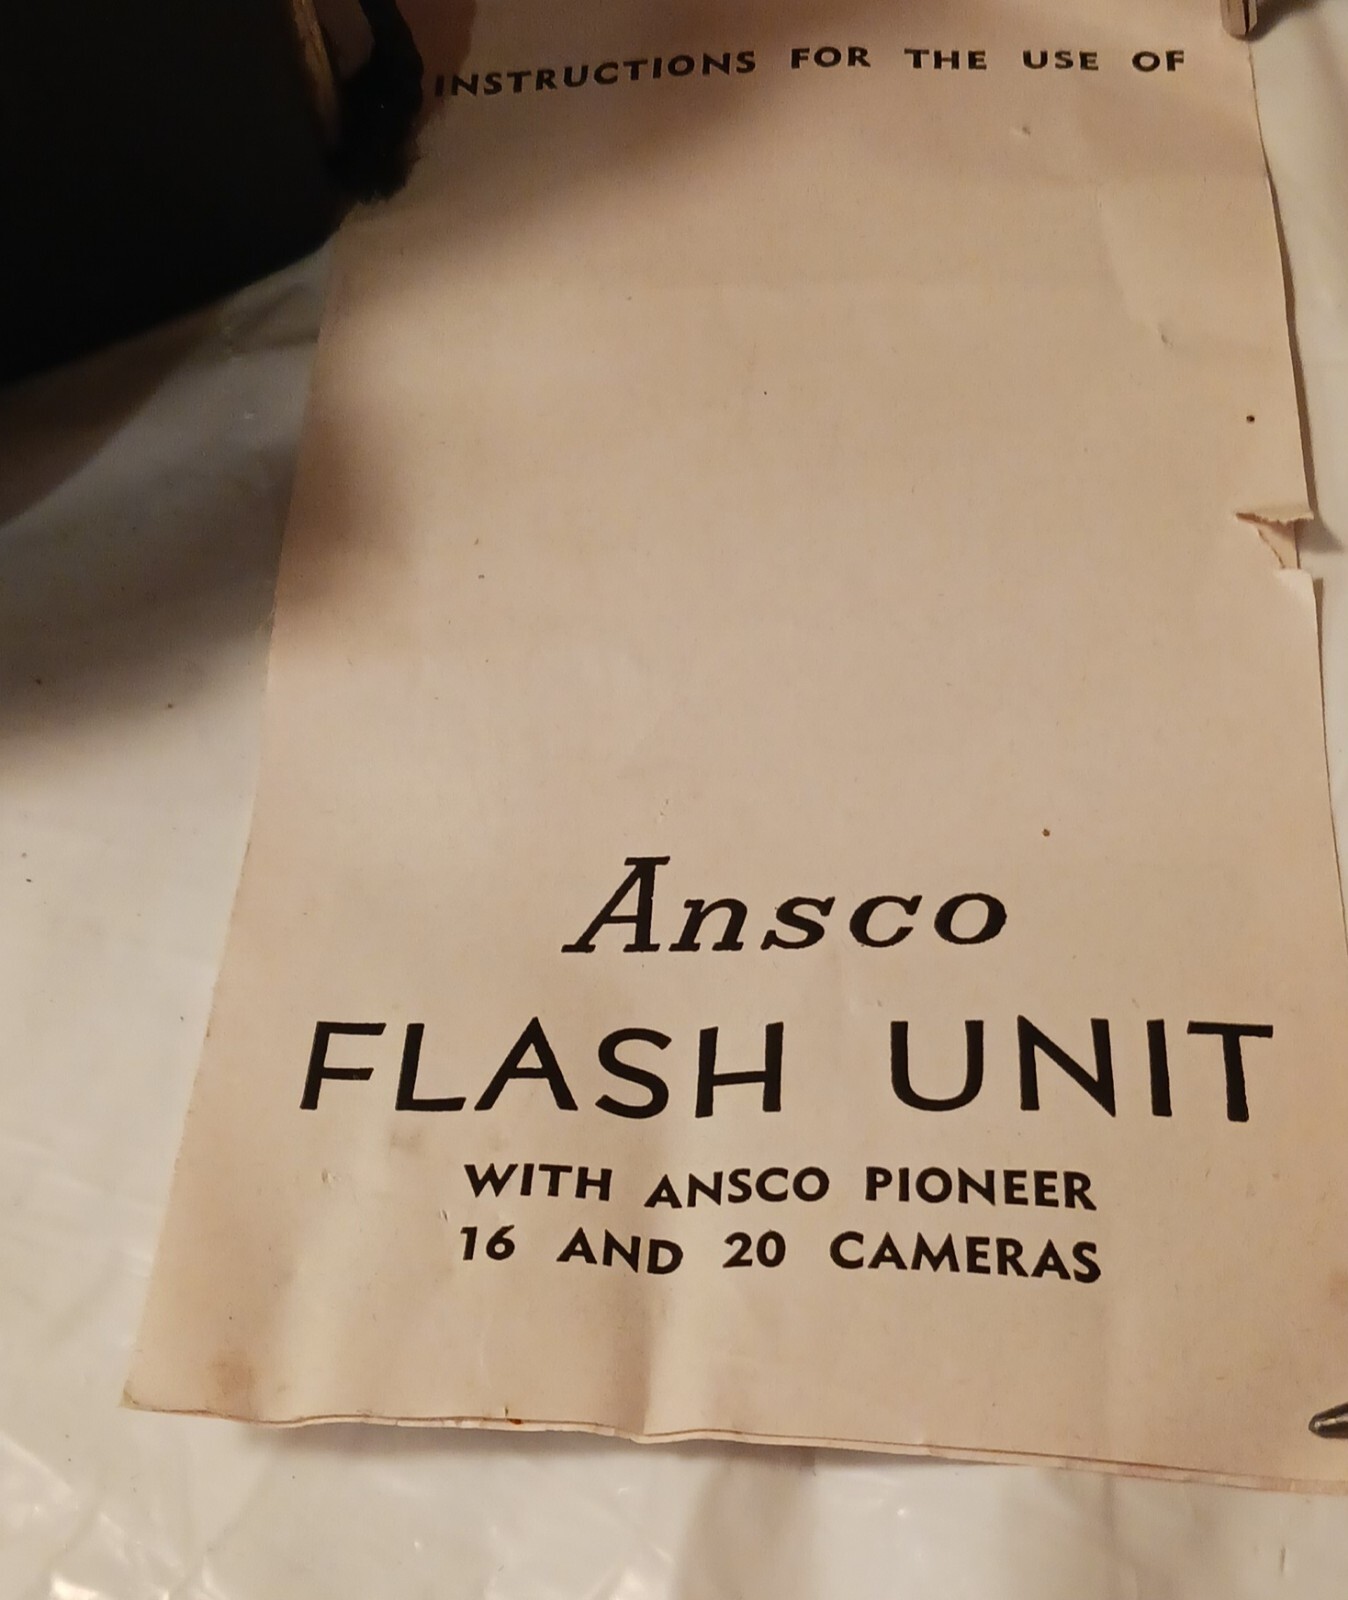 INSTRUCTIONS FOR THE USE OF
Ansco
FLASH UNIT
WITH ANSCO PIONEER
16 AND 20 CAMERAS